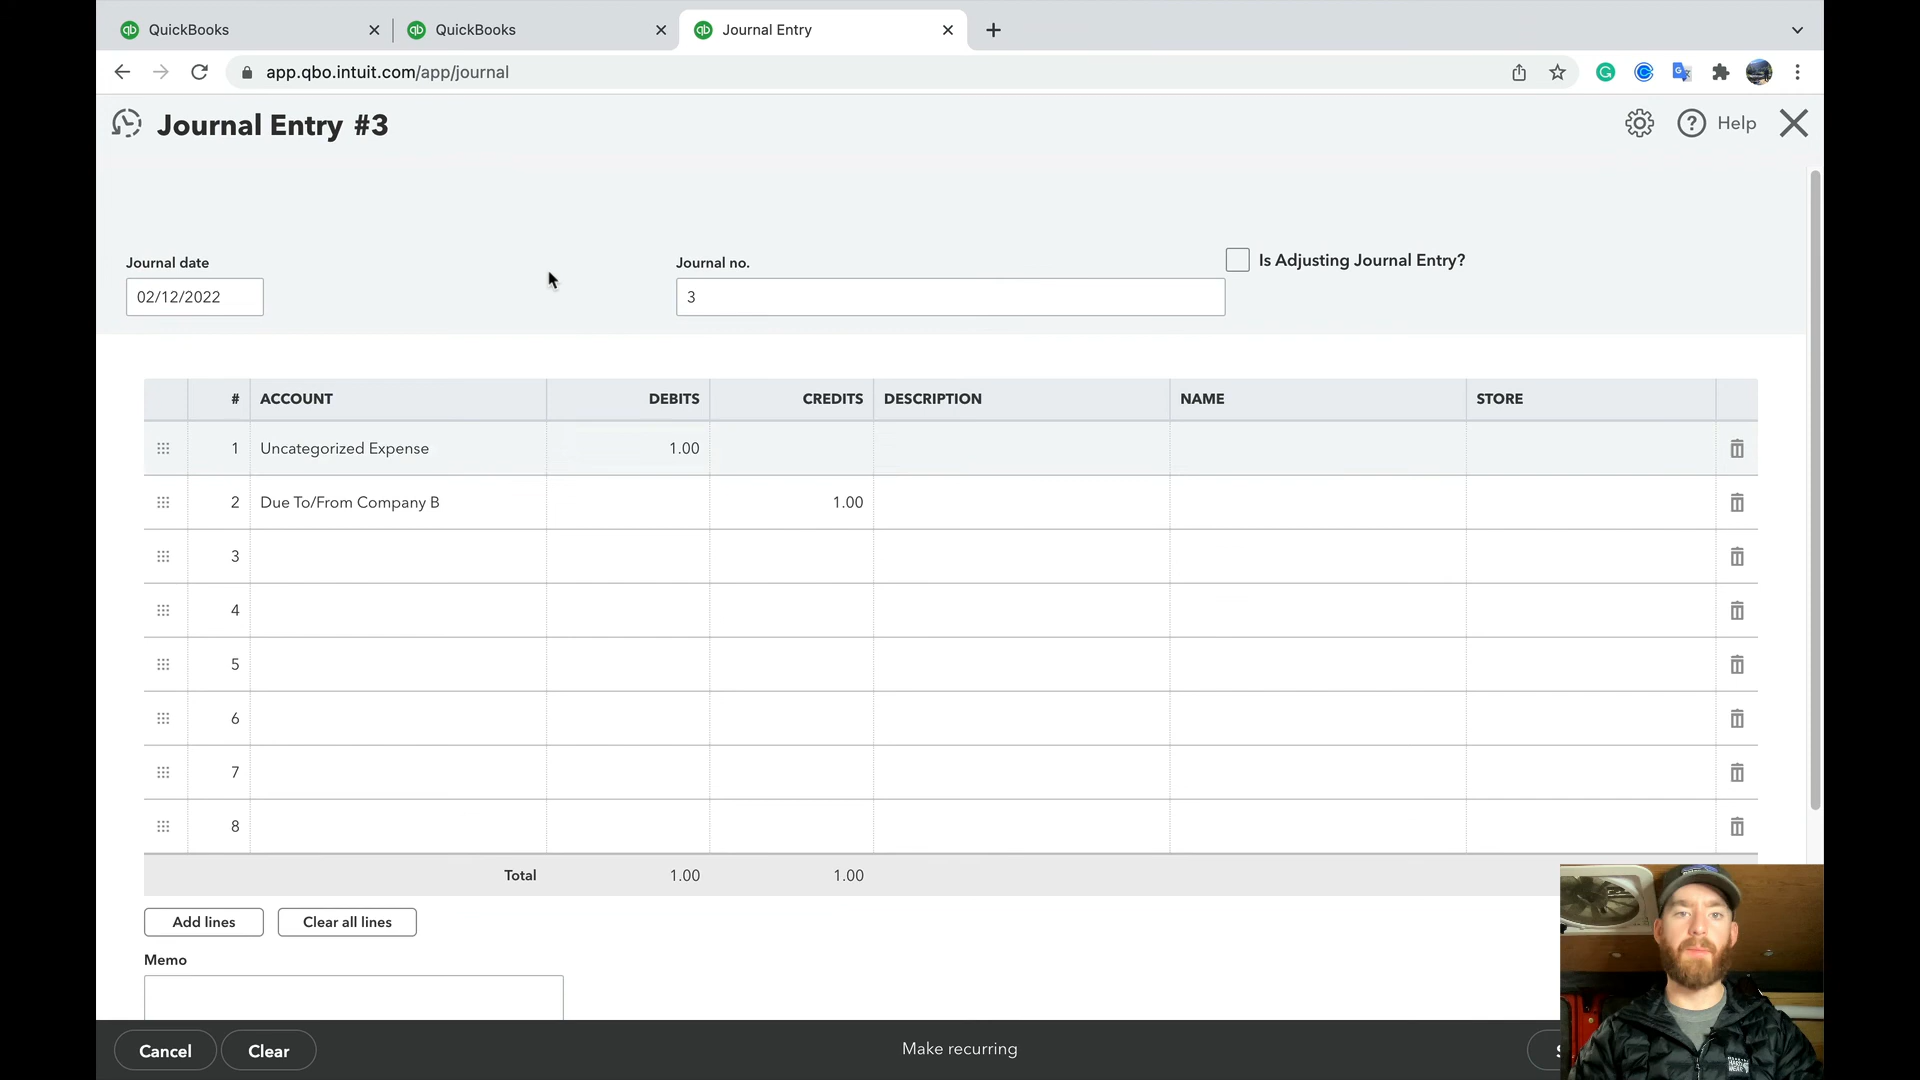 QuickBooks
QuickBooks
Journal Entry
app.qbo.intuit.com/app/journal
Journal Entry #3
Help
Journal date
Journal no.
Is Adjusting Journal Entry?
02/12/2022
3
# ACCOUNT DEBITS CREDITS DESCRIPTION NAME STORE
1 Uncategorized Expense 1.00
2 Due To/From Company B 1.00
3
4
5
6
7
8
Total 1.00 1.00
Add lines
Clear all lines
Memo
Cancel
Clear
Make recurring